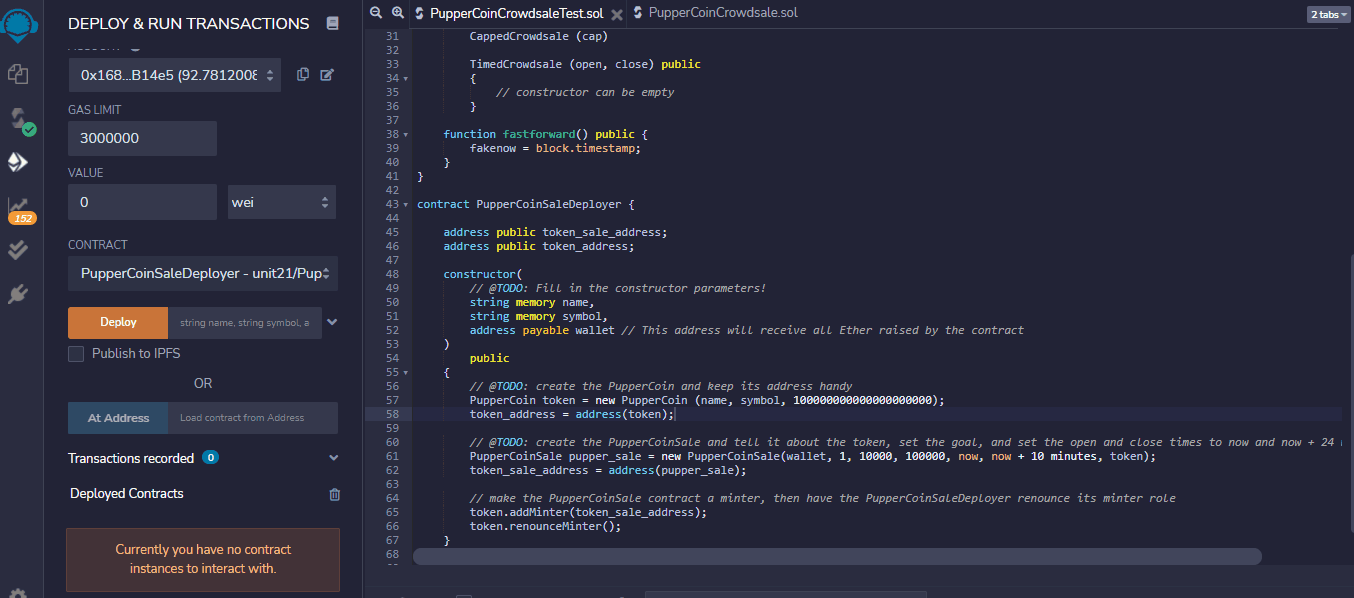 DEPLOY & RUN TRANSACTIONS
0x168...B14e5 (92.7812008
GAS LIMIT
3000000
VALUE
0
wei
CONTRACT
PupperCoinSaleDeployer - unit21/Pup
Deploy
string name, string symbol, a
Publish to IPFS
OR
At Address
Load contract from Address
Transactions recorded 0
Deployed Contracts
Currently you have no contract
instances to interact with.
152
PupperCoinCrowdsaleTest.sol
PupperCoinCrowdsale.sol
2 tabs
31 CappedCrowdsale (cap)
32
33 TimedCrowdsale (open, close) public
34 {
35 // constructor can be empty
36 }
37
38 function fastforward() public {
39 fakenow = block.timestamp;
40 }
41 }
42
43 contract PupperCoinSaleDeployer {
44
45 address public token_sale_address;
46 address public token_address;
47
48 constructor(
49 // @TODO: Fill in the constructor parameters!
50 string memory name,
51 string memory symbol,
52 address payable wallet // This address will receive all Ether raised by the contract
53 )
54 public
55 {
56 // @TODO: create the PupperCoin and keep its address handy
57 PupperCoin token = new PupperCoin (name, symbol, 100000000000000000000);
58 token_address = address(token);
59
60 // @TODO: create the PupperCoinSale and tell it about the token, set the goal, and set the open and close times to now and now + 24
61 PupperCoinSale pupper_sale = new PupperCoinSale(wallet, 1, 10000, 100000, now, now + 10 minutes, token);
62 token_sale_address = address(pupper_sale);
63
64 // make the PupperCoinSale contract a minter, then have the PupperCoinSaleDeployer renounce its minter role
65 token.addMinter(token_sale_address);
66 token.renounceMinter();
67 }
68